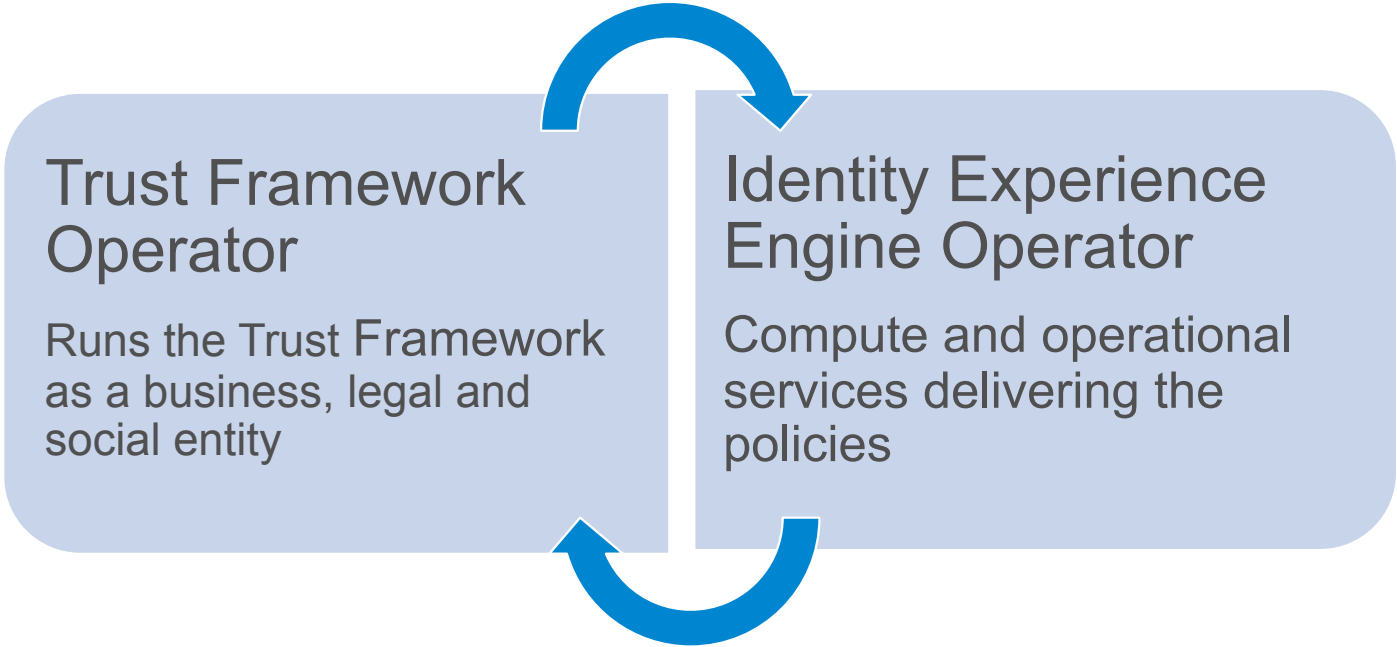 Trust Framework
Operator
Runs the Trust Framework
as a business, legal and
social entity
Identity Experience
Engine Operator
Compute and operational
services delivering the
policies